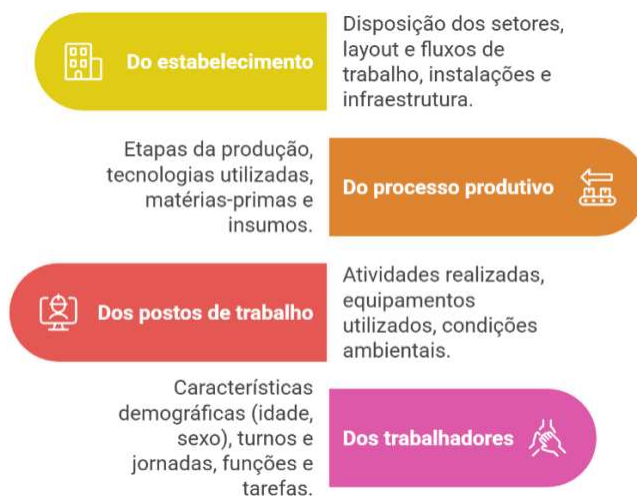 Do estabelecimento
Disposição dos setores,
layout e fluxos de
trabalho, instalações e
infraestrutura.
Etapas da produção,
tecnologias utilizadas,
matérias-primas e
insumos.
Do processo produtivo
Dos postos de trabalho
Atividades realizadas,
equipamentos
utilizados, condições
ambientais.
Características
demográficas (idade,
sexo), turnos e
jornadas, funções e
tarefas.
Dos trabalhadores